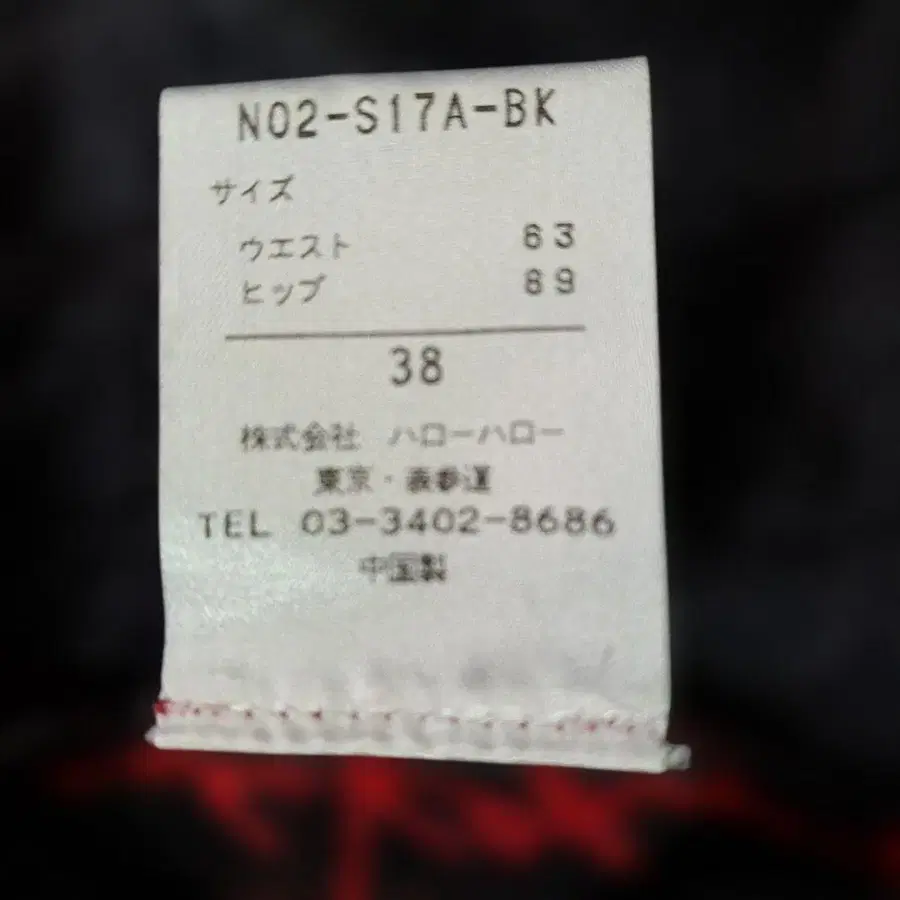 N02-S17A-BK
サイズ
ウエスト 63
ヒップ 89
38
株式会社 ハローハロー
東京・表参道
TEL 03-3402-8686
中国製